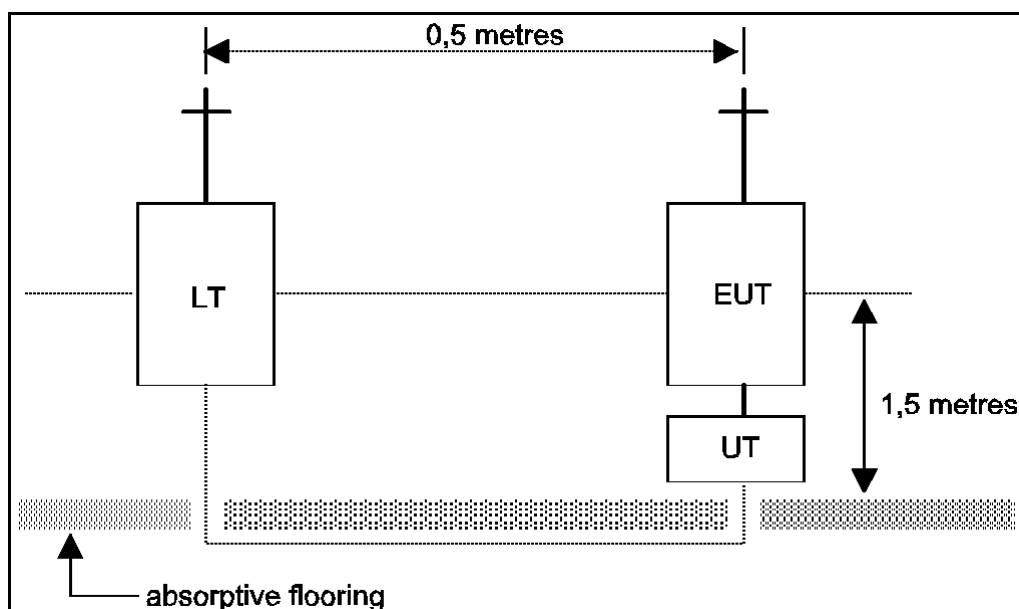 0,5 metres
LT
EUT
1,5 metres
UT
absorptive flooring